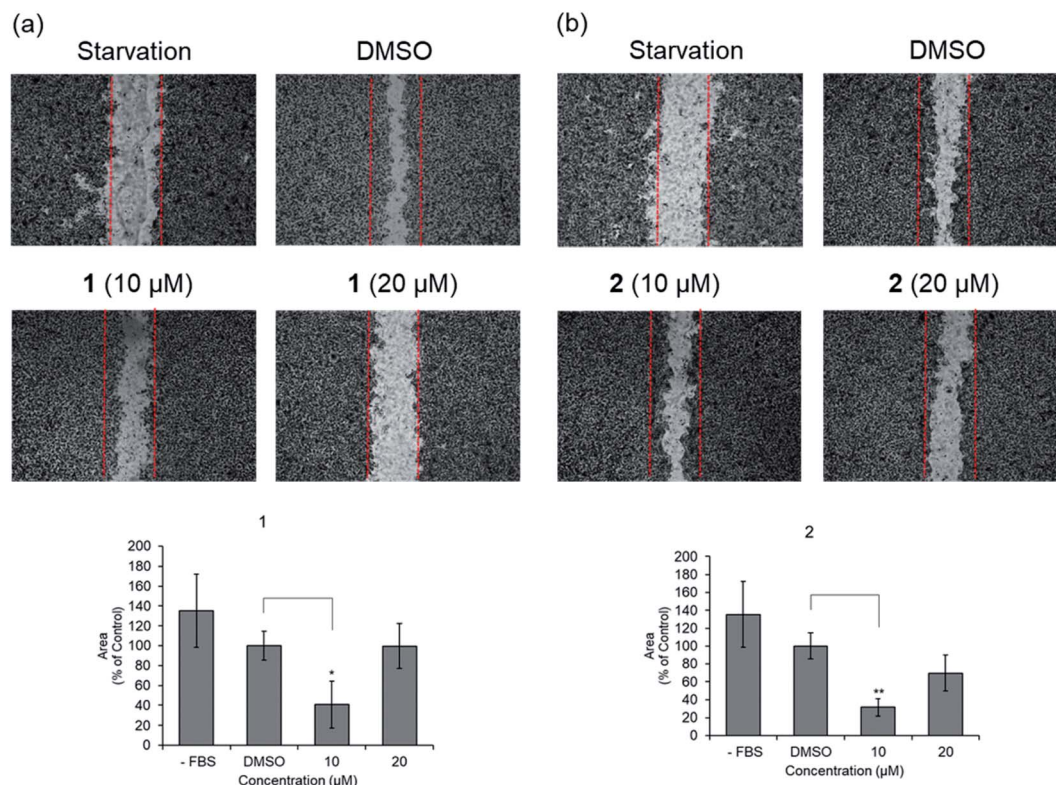 (a)
Starvation
DMSO
1 (10 µM)
1 (20 µM)
1
200
180
160
140
120
100
80
60
40
20
0
Area
(% of Control)
*
- FBS
DMSO
10
20
Concentration (µM)
(b)
Starvation
DMSO
2 (10 µM)
2 (20 µM)
2
200
180
160
140
120
100
80
60
40
20
0
Area
(% of Control)
**
- FBS
DMSO
10
20
Concentration (µM)